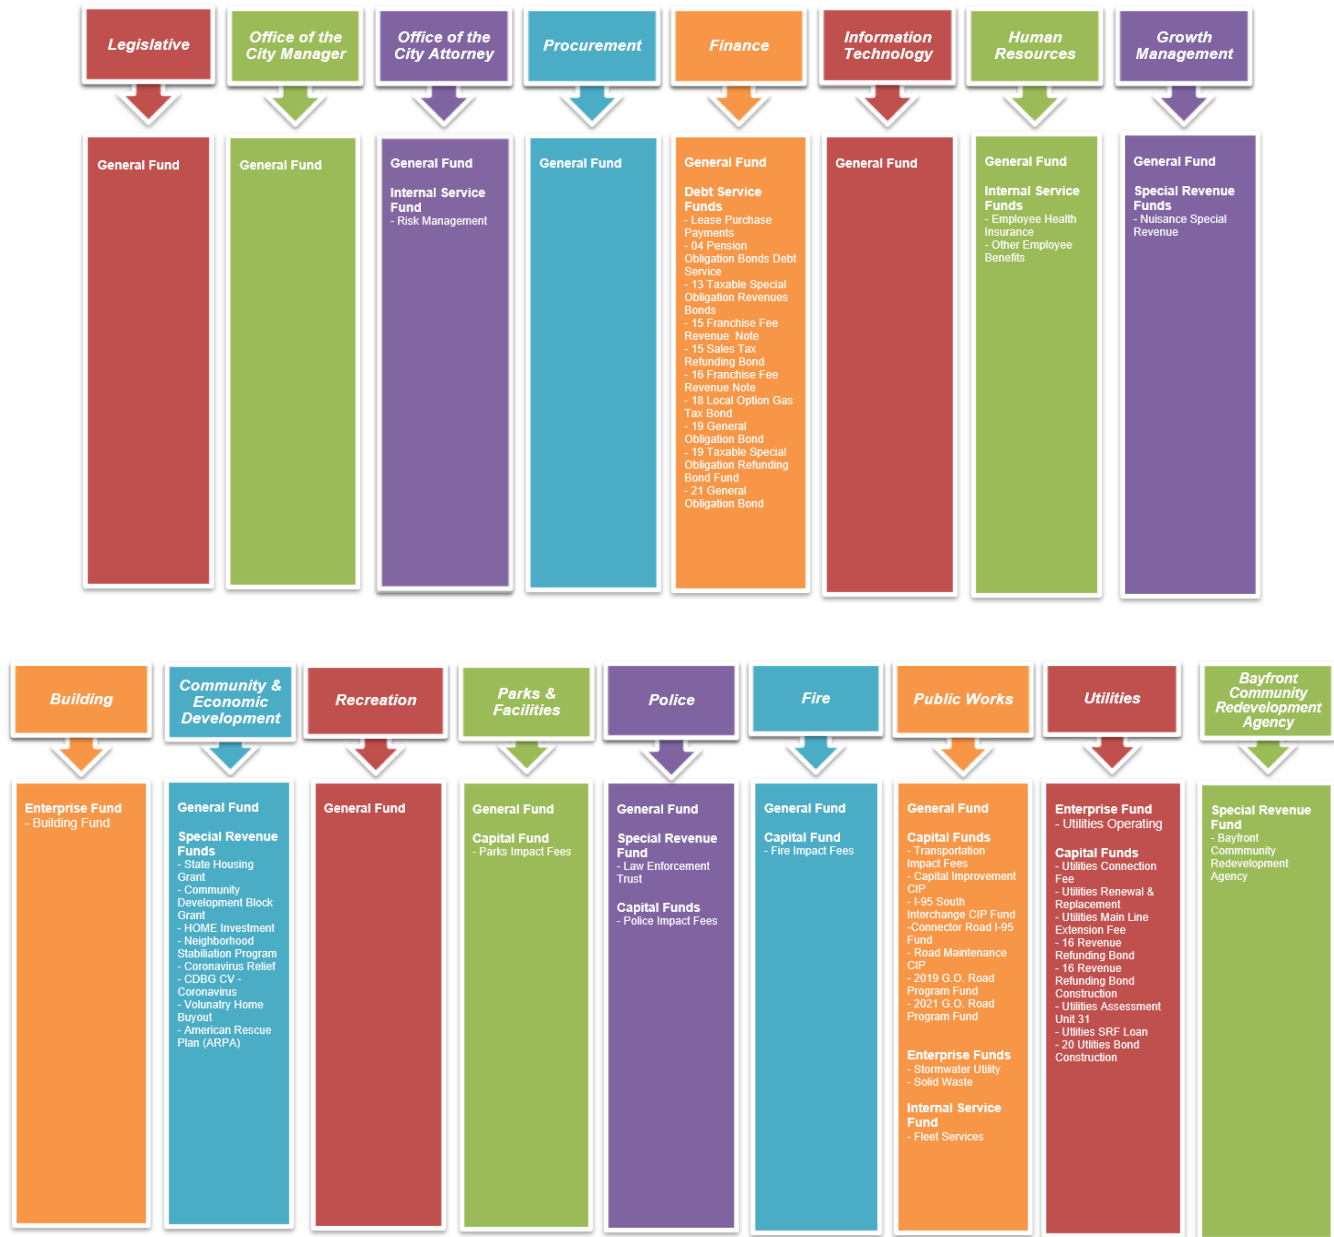 Legislative
General Fund
Office of the
City Manager
General Fund
Office of the
City Attorney
General Fund
Internal Service
Fund
- Risk Management
Procurement
General Fund
Finance
General Fund
Debt Service
Funds
- Lease Purchase
Payments
- 04 Pension
Obligation Bonds Debt
Service
- 13 Taxable Special
Obligation Revenues
Bonds
- 15 Franchise Fee
Revenue Note
- 15 Sales Tax
Refunding Bond
- 16 Franchise Fee
Revenue Note
- 18 Local Option Gas
Tax Bond
- 19 General
Obligation Bond
- 19 Taxable Special
Obligation Refunding
Bond Fund
- 21 General
Obligation Bond
Information
Technology
General Fund
Human
Resources
General Fund
Internal Service
Funds
- Employee Health
Insurance
- Other Employee
Benefits
Growth
Management
General Fund
Special Revenue
Funds
- Nuisance Special
Revenue
Building
Enterprise Fund
- Building Fund
Community &
Economic
Development
General Fund
Special Revenue
Funds
- State Housing
Grant
- Community
Development Block
Grant
- HOME Investment
- Neighborhood
Stabiliation Program
- Coronavirus Relief
- CDBG CV -
Coronavirus
- Volunatry Home
Buyout
- American Rescue
Plan (ARPA)
Recreation
General Fund
Parks &
Facilities
General Fund
Capital Fund
- Parks Impact Fees
Police
General Fund
Special Revenue
Fund
- Law Enforcement
Trust
Capital Funds
- Police Impact Fees
Fire
General Fund
Capital Fund
- Fire Impact Fees
Public Works
General Fund
Capital Funds
- Transportation
Impact Fees
- Capital Improvement
CIP
- I-95 South
Interchange CIP Fund
-Connector Road I-95
Fund
- Road Maintenance
CIP
- 2019 G.O. Road
Program Fund
- 2021 G.O. Road
Program Fund
Enterprise Funds
- Stormwater Utility
- Solid Waste
Internal Service
Fund
- Fleet Services
Utilities
Enterprise Fund
- Utilities Operating
Capital Funds
- Utilities Connection
Fee
- Utilities Renewal &
Replacement
- Utilities Main Line
Extension Fee
- 16 Revenue
Refunding Bond
- 16 Revenue
Refunding Bond
Construction
- Utilities Assessment
Unit 31
- Utlities SRF Loan
- 20 Utlities Bond
Construction
Bayfront
Community
Redevelopment
Agency
Special Revenue
Fund
- Bayfront
Commmunity
Redevelopment
Agency